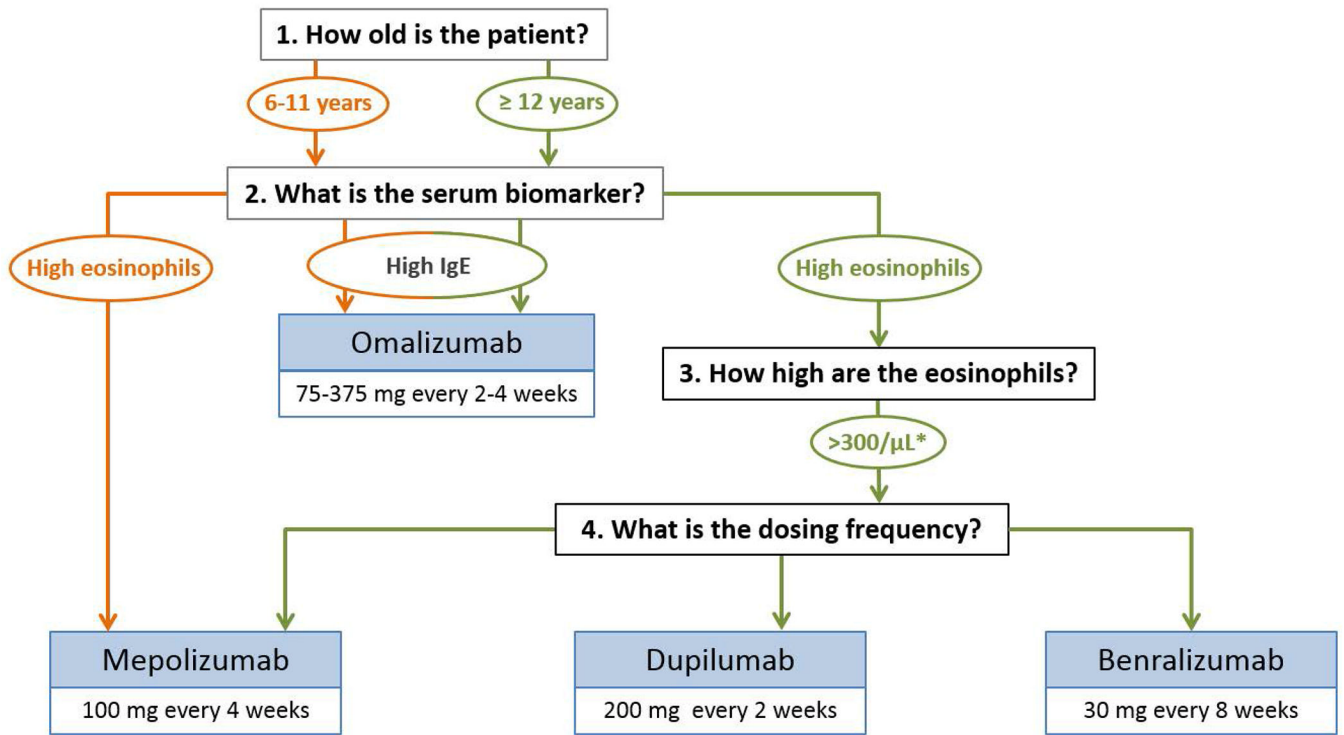 1. How old is the patient?
6-11 years
≥ 12 years
2. What is the serum biomarker?
High eosinophils
High IgE
High eosinophils
Omalizumab
75-375 mg every 2-4 weeks
3. How high are the eosinophils?
>300/μL*
4. What is the dosing frequency?
Mepolizumab
100 mg every 4 weeks
Dupilumab
200 mg every 2 weeks
Benralizumab
30 mg every 8 weeks